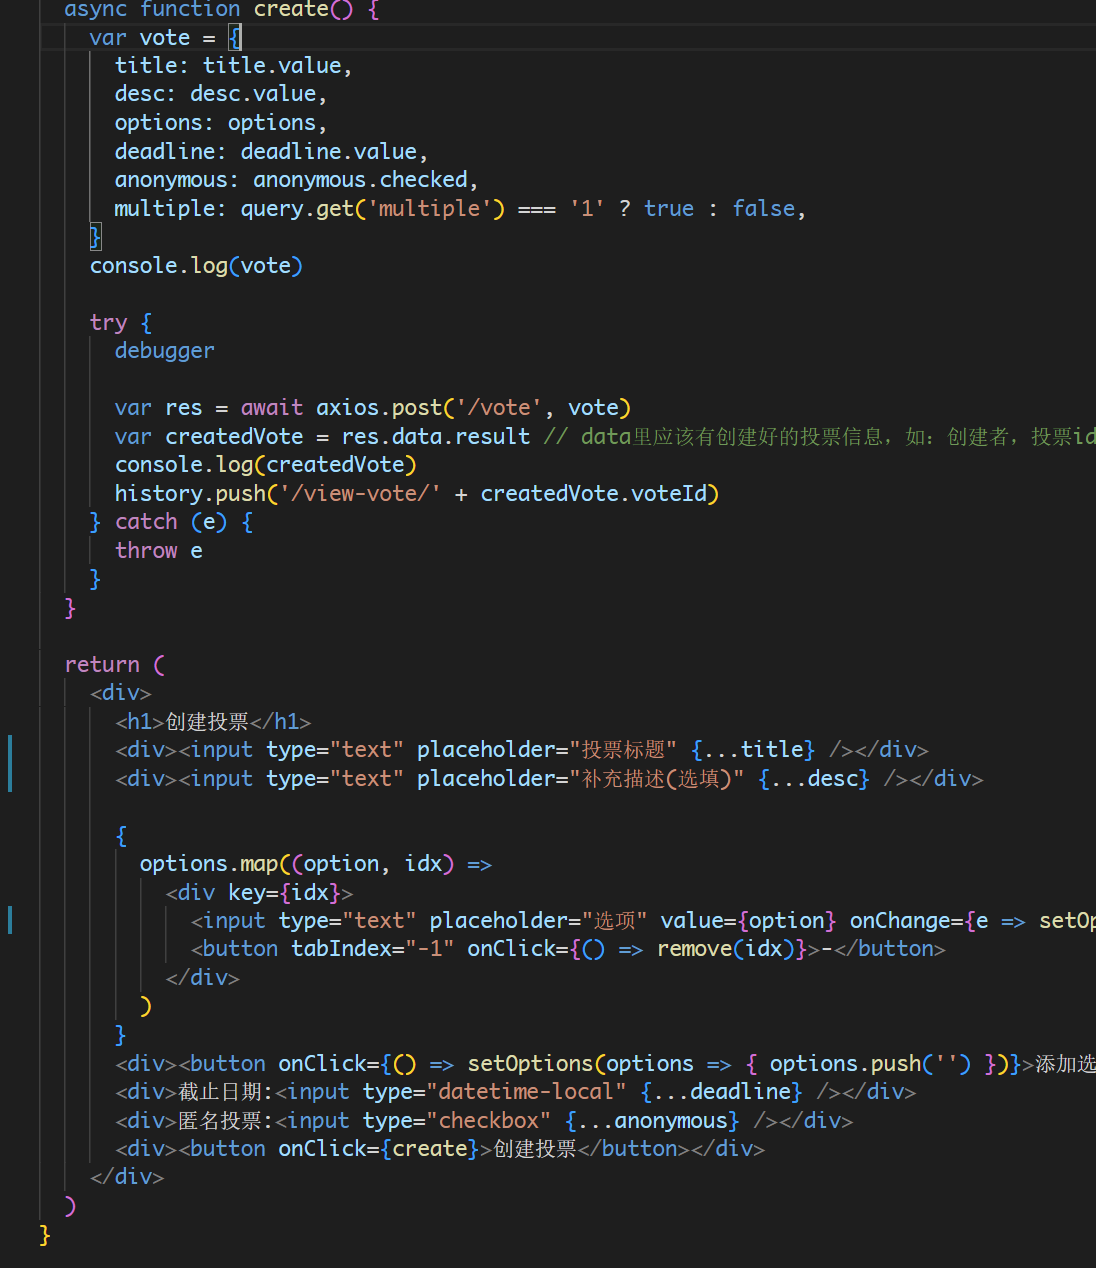 async function create() {
var vote = {
title: title.value,
desc: desc.value,
options: options,
deadline: deadline.value,
anonymous: anonymous.checked,
multiple: query.get('multiple') === '1' ? true : false,
}
console.log(vote)
try {
debugger
var res = await axios.post('/vote', vote)
var createdVote = res.data.result // data里应该有创建好的投票信息，如：创建者，投票id
console.log(createdVote)
history.push('/view-vote/' + createdVote.voteId)
} catch (e) {
throw e
}
}
return (
<div>
<h1>创建投票</h1>
<div><input type="text" placeholder="投票标题" {...title} /></div>
<div><input type="text" placeholder="补充描述(选填)" {...desc} /></div>
{
options.map((option, idx) =>
<div key={idx}>
<input type="text" placeholder="选项" value={option} onChange={e => setOp
<button tabIndex="-1" onClick={() => remove(idx)}>-</button>
</div>
)
}
<div><button onClick={() => setOptions(options => { options.push('') })}>添加选
<div>截止日期:<input type="datetime-local" {...deadline} /></div>
<div>匿名投票:<input type="checkbox" {...anonymous} /></div>
<div><button onClick={create}>创建投票</button></div>
</div>
)
}